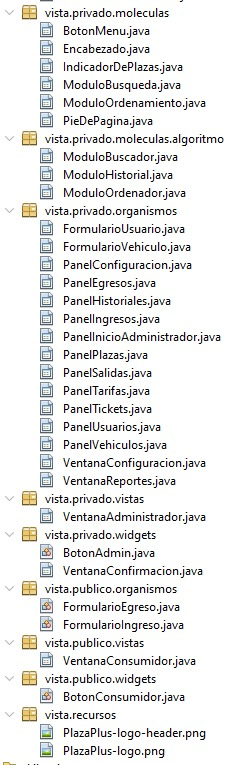 vista.privado.moleculas
BotonMenu.java
Encabezado.java
IndicadorDePlazas.java
ModuloBusqueda.java
ModuloOrdenamiento.java
PieDePagina.java
vista.privado.moleculas.algoritmo
ModuloBuscador.java
ModuloHistorial.java
ModuloOrdenador.java
vista.privado.organismos
FormularioUsuario.java
FormularioVehiculo.java
PanelConfiguracion.java
PanelEgresos.java
PanelHistoriales.java
PanelIngresos.java
PanelInicioAdministrador.java
PanelPlazas.java
PanelSalidas.java
PanelTarifas.java
PanelTickets.java
PanelUsuarios.java
PanelVehiculos.java
VentanaConfiguracion.java
VentanaReportes.java
vista.privado.vistas
VentanaAdministrador.java
vista.privado.widgets
BotonAdmin.java
VentanaConfirmacion.java
vista.publico.organismos
FormularioEgreso.java
FormularioIngreso.java
vista.publico.vistas
VentanaConsumidor.java
vista.publico.widgets
BotonConsumidor.java
vista.recursos
PlazaPlus-logo-header.png
PlazaPlus-logo.png